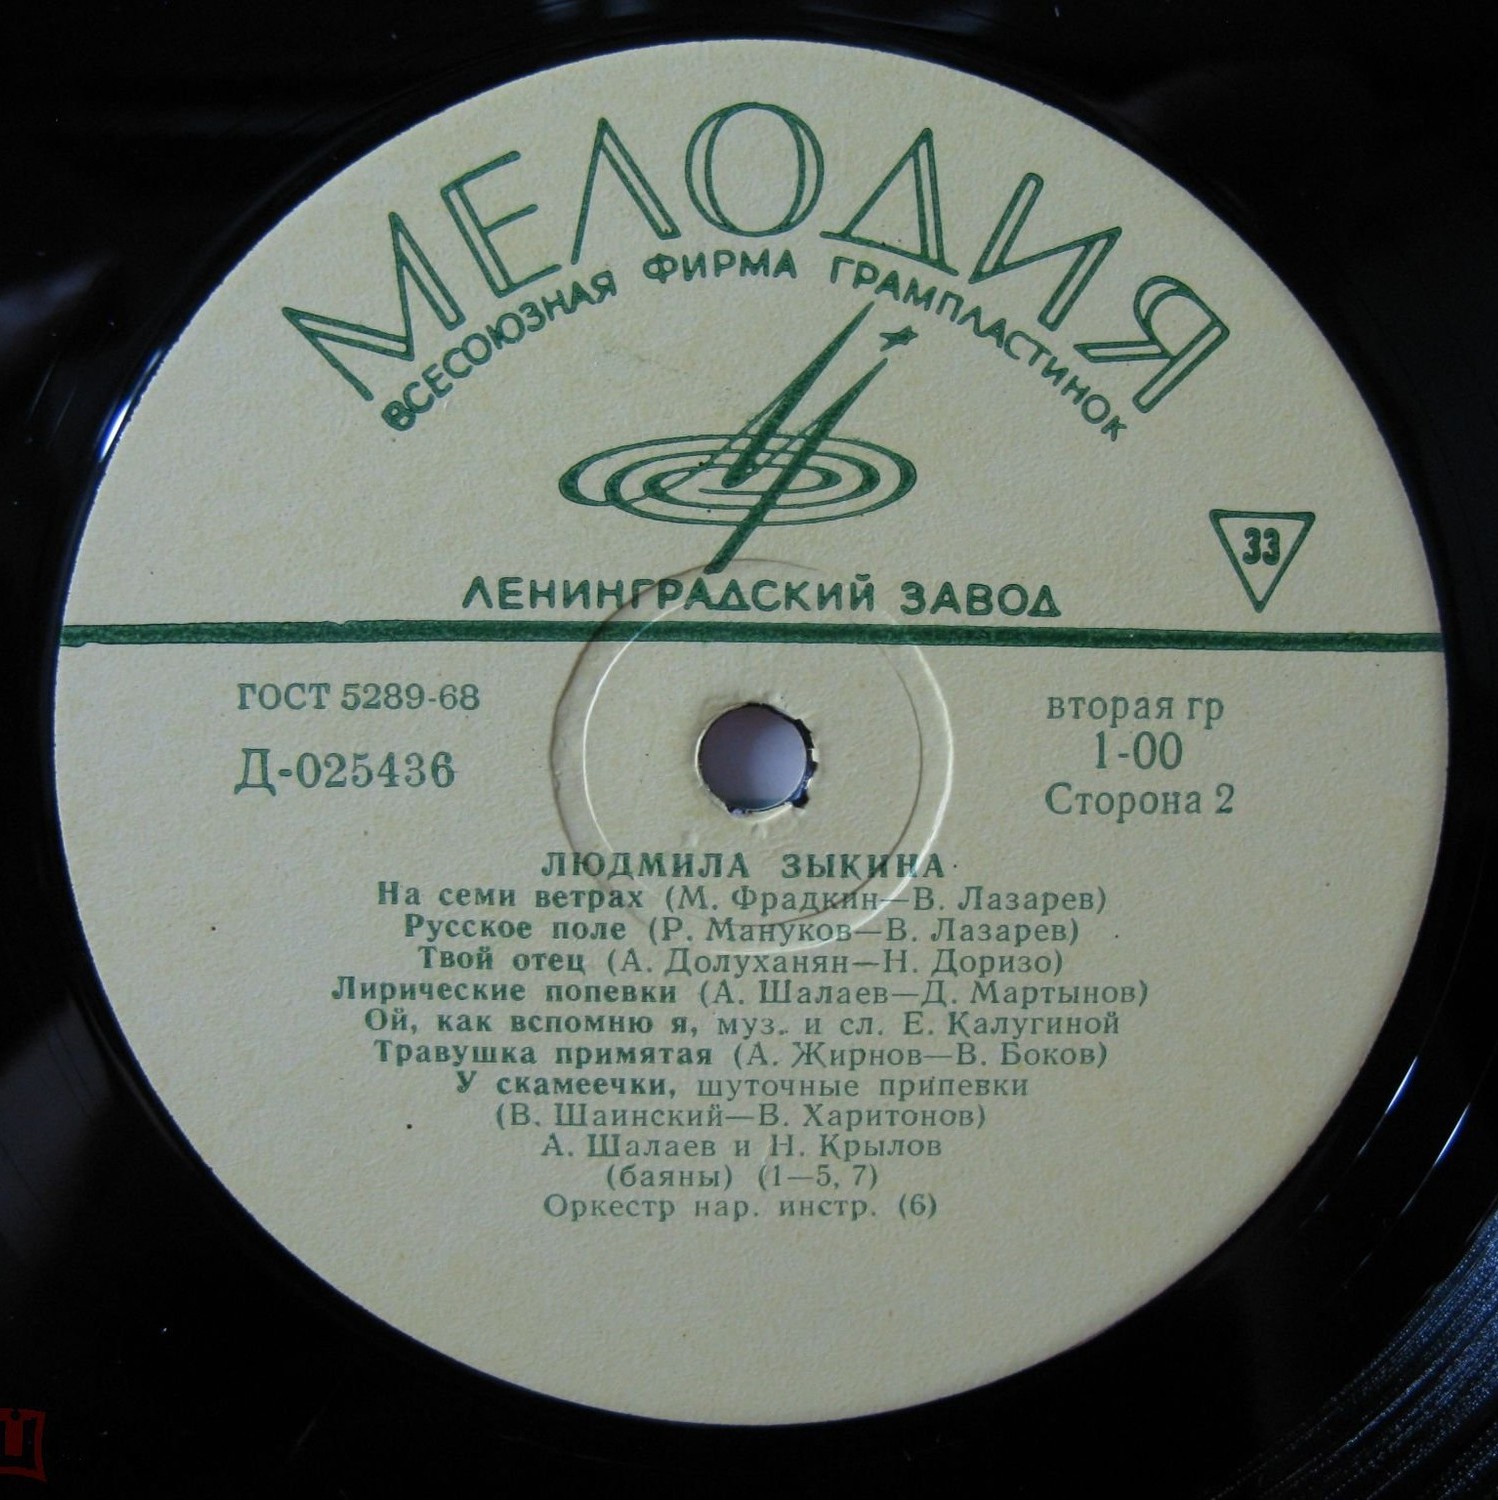 МЕЛОДИЯ
ВСЕСОЮЗНАЯ ФИРМА ГРАМПЛАСТИНОК
33
ЛЕНИНГРАДСКИЙ ЗАВОД
ГОСТ 5289-68
Д-025436
вторая гр
1-00
Сторона 2
ЛЮДМИЛА ЗЫКИНА
На семи ветрах (М. Фрадкин—В. Лазарев)
Русское поле (Р. Мануков—В. Лазарев)
Твой отец (А. Долуханян—Н. Доризо)
Лирические попевки (А. Шалаев—Д. Мартынов)
Ой, как вспомню я, муз. и сл. Е. Калугиной
Травушка примятая (А. Жирнов—В. Боков)
У скамеечки, шуточные припевки
(В. Шаинский—В. Харитонов)
А. Шалаев и Н. Крылов
(баяны) (1—5, 7)
Оркестр нар. инстр. (6)